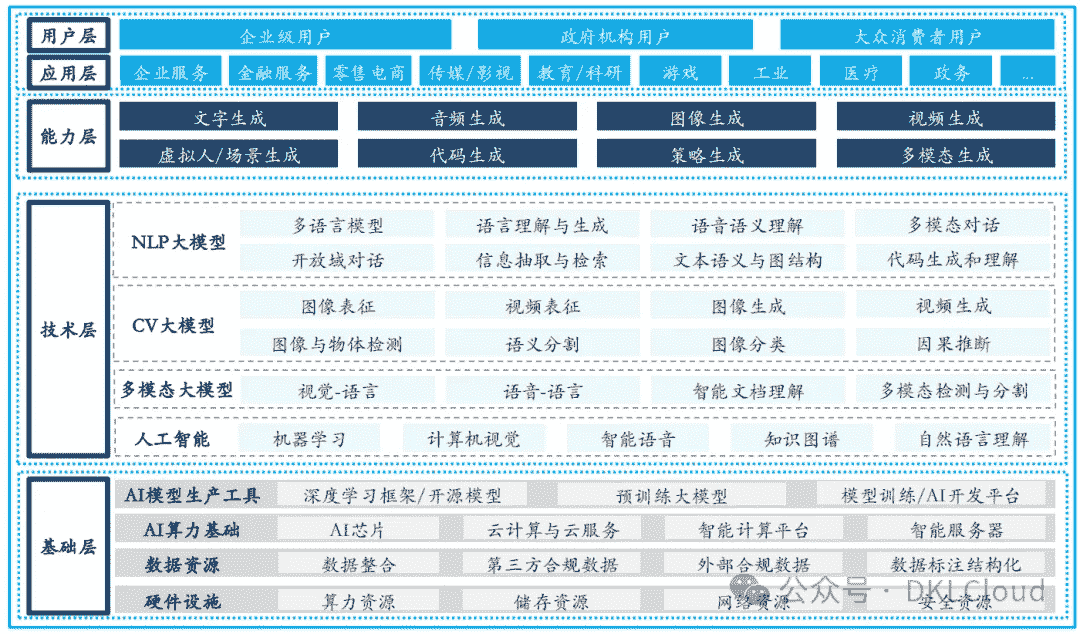 用户层 企业级用户 政府机构用户 大众消费者用户
应用层 企业服务 金融服务 零售电商 传媒/影视 教育/科研 游戏 工业 医疗 政务 ...
能力层
文字生成 音频生成 图像生成 视频生成
虚拟人/场景生成 代码生成 策略生成 多模态生成
技术层
NLP大模型
多语言模型 语言理解与生成 语音语义理解 多模态对话
开放域对话 信息抽取与检索 文本语义与图结构 代码生成和理解
CV大模型
图像表征 视频表征 图像生成 视频生成
图像与物体检测 语义分割 图像分类 因果推断
多模态大模型 视觉-语言 语音-语言 智能文档理解 多模态检测与分割
人工智能 机器学习 计算机视觉 智能语音 知识图谱 自然语言理解
基础层
AI模型生产工具 深度学习框架/开源模型 预训练大模型 模型训练/AI开发平台
AI算力基础 AI芯片 云计算与云服务 智能计算平台 智能服务器
数据资源 数据整合 第三方合规数据 外部合规数据 数据标注结构化
硬件设施 算力资源 储存资源 网络资源 安全资源
公众号 · DKLCloud